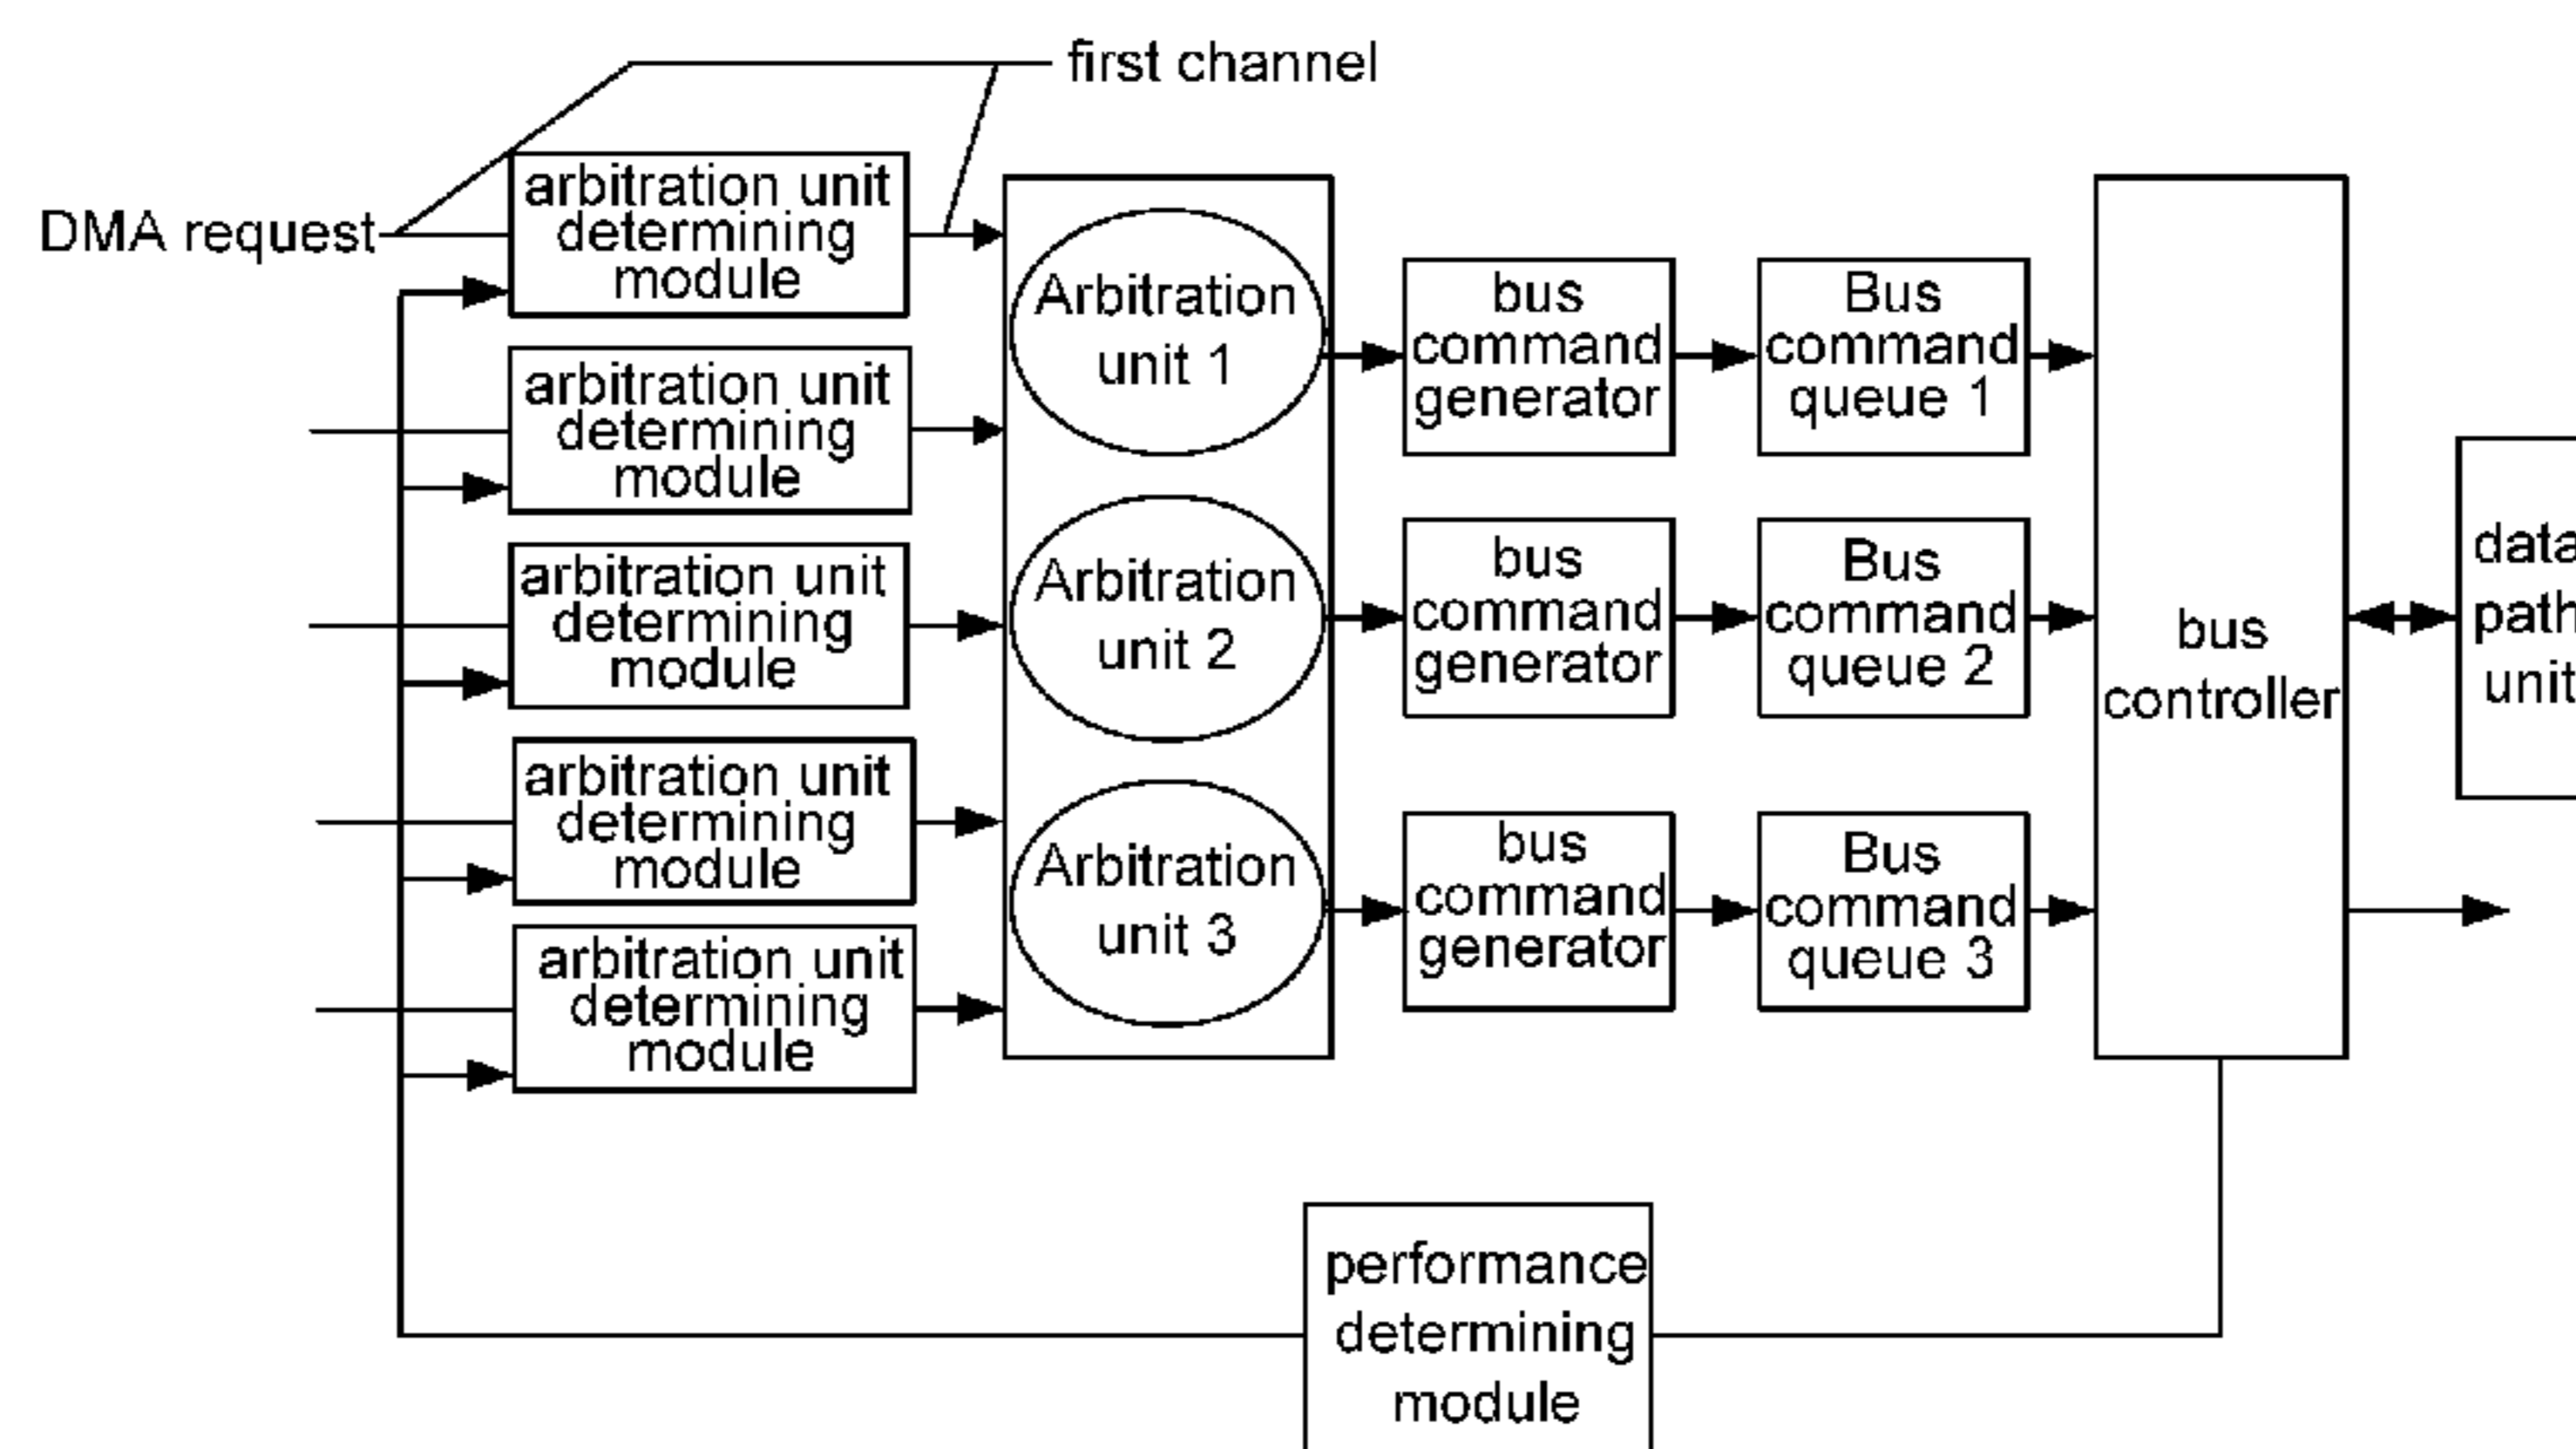 first channel
DMA request
arbitration unit
determining
module
arbitration unit
determining
module
arbitration unit
determining
module
arbitration unit
determining
module
arbitration unit
determining
module
Arbitration
unit 1
Arbitration
unit 2
Arbitration
unit 3
bus
command
generator
Bus
command
queue 1
bus
command
generator
Bus
command
queue 2
bus
command
generator
Bus
command
queue 3
bus
controller
data
path
unit
performance
determining
module